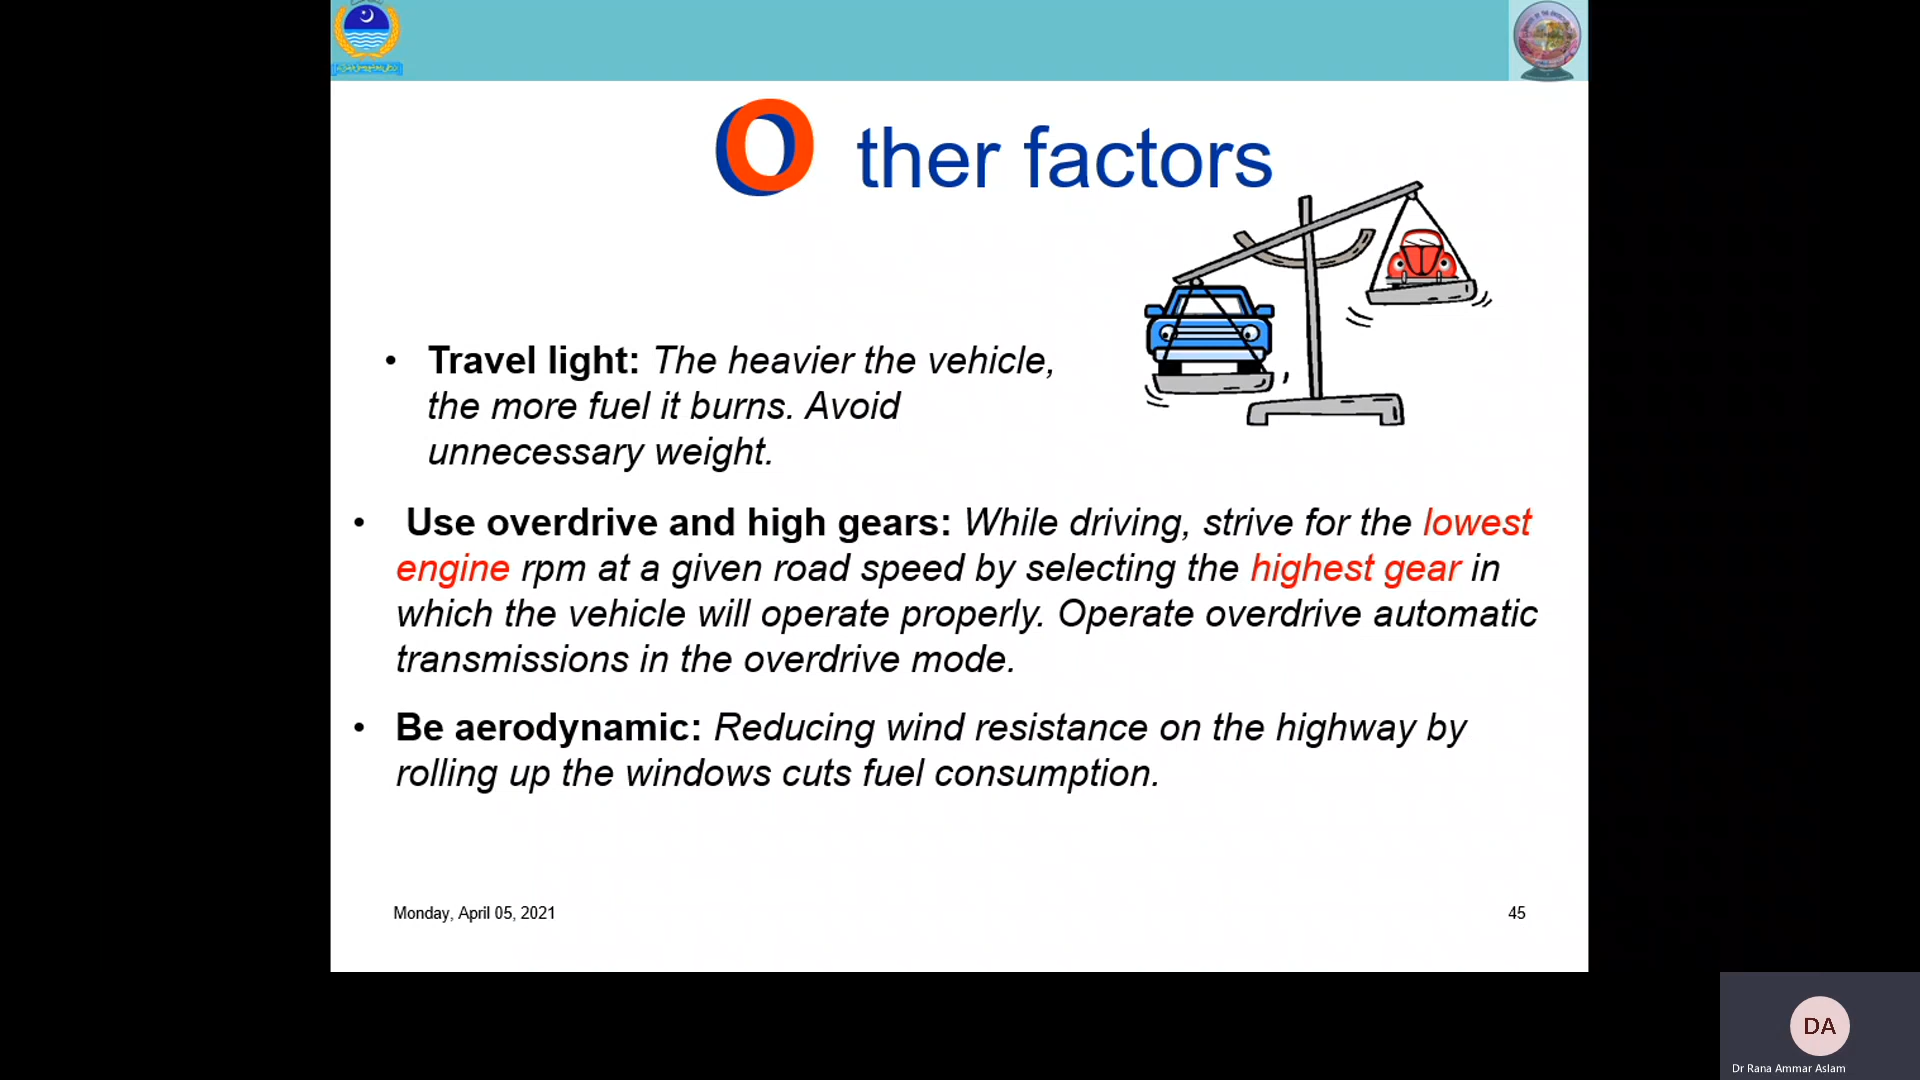 O ther factors
• Travel light: The heavier the vehicle,
the more fuel it burns. Avoid
unnecessary weight.
• Use overdrive and high gears: While driving, strive for the lowest
engine rpm at a given road speed by selecting the highest gear in
which the vehicle will operate properly. Operate overdrive automatic
transmissions in the overdrive mode.
• Be aerodynamic: Reducing wind resistance on the highway by
rolling up the windows cuts fuel consumption.
Monday, April 05, 2021
45
DA
Dr Rana Ammar Aslam